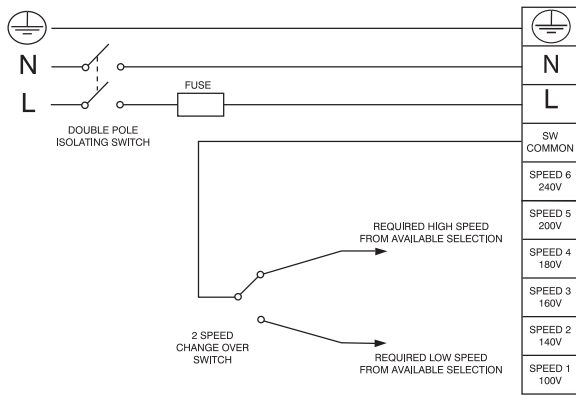 N
L
FUSE
DOUBLE POLE
ISOLATING SWITCH
REQUIRED HIGH SPEED
FROM AVAILABLE SELECTION
2 SPEED
CHANGE OVER
SWITCH
REQUIRED LOW SPEED
FROM AVAILABLE SELECTION
N
L
SW
COMMON
SPEED 6
240V
SPEED 5
200V
SPEED 4
180V
SPEED 3
160V
SPEED 2
140V
SPEED 1
100V